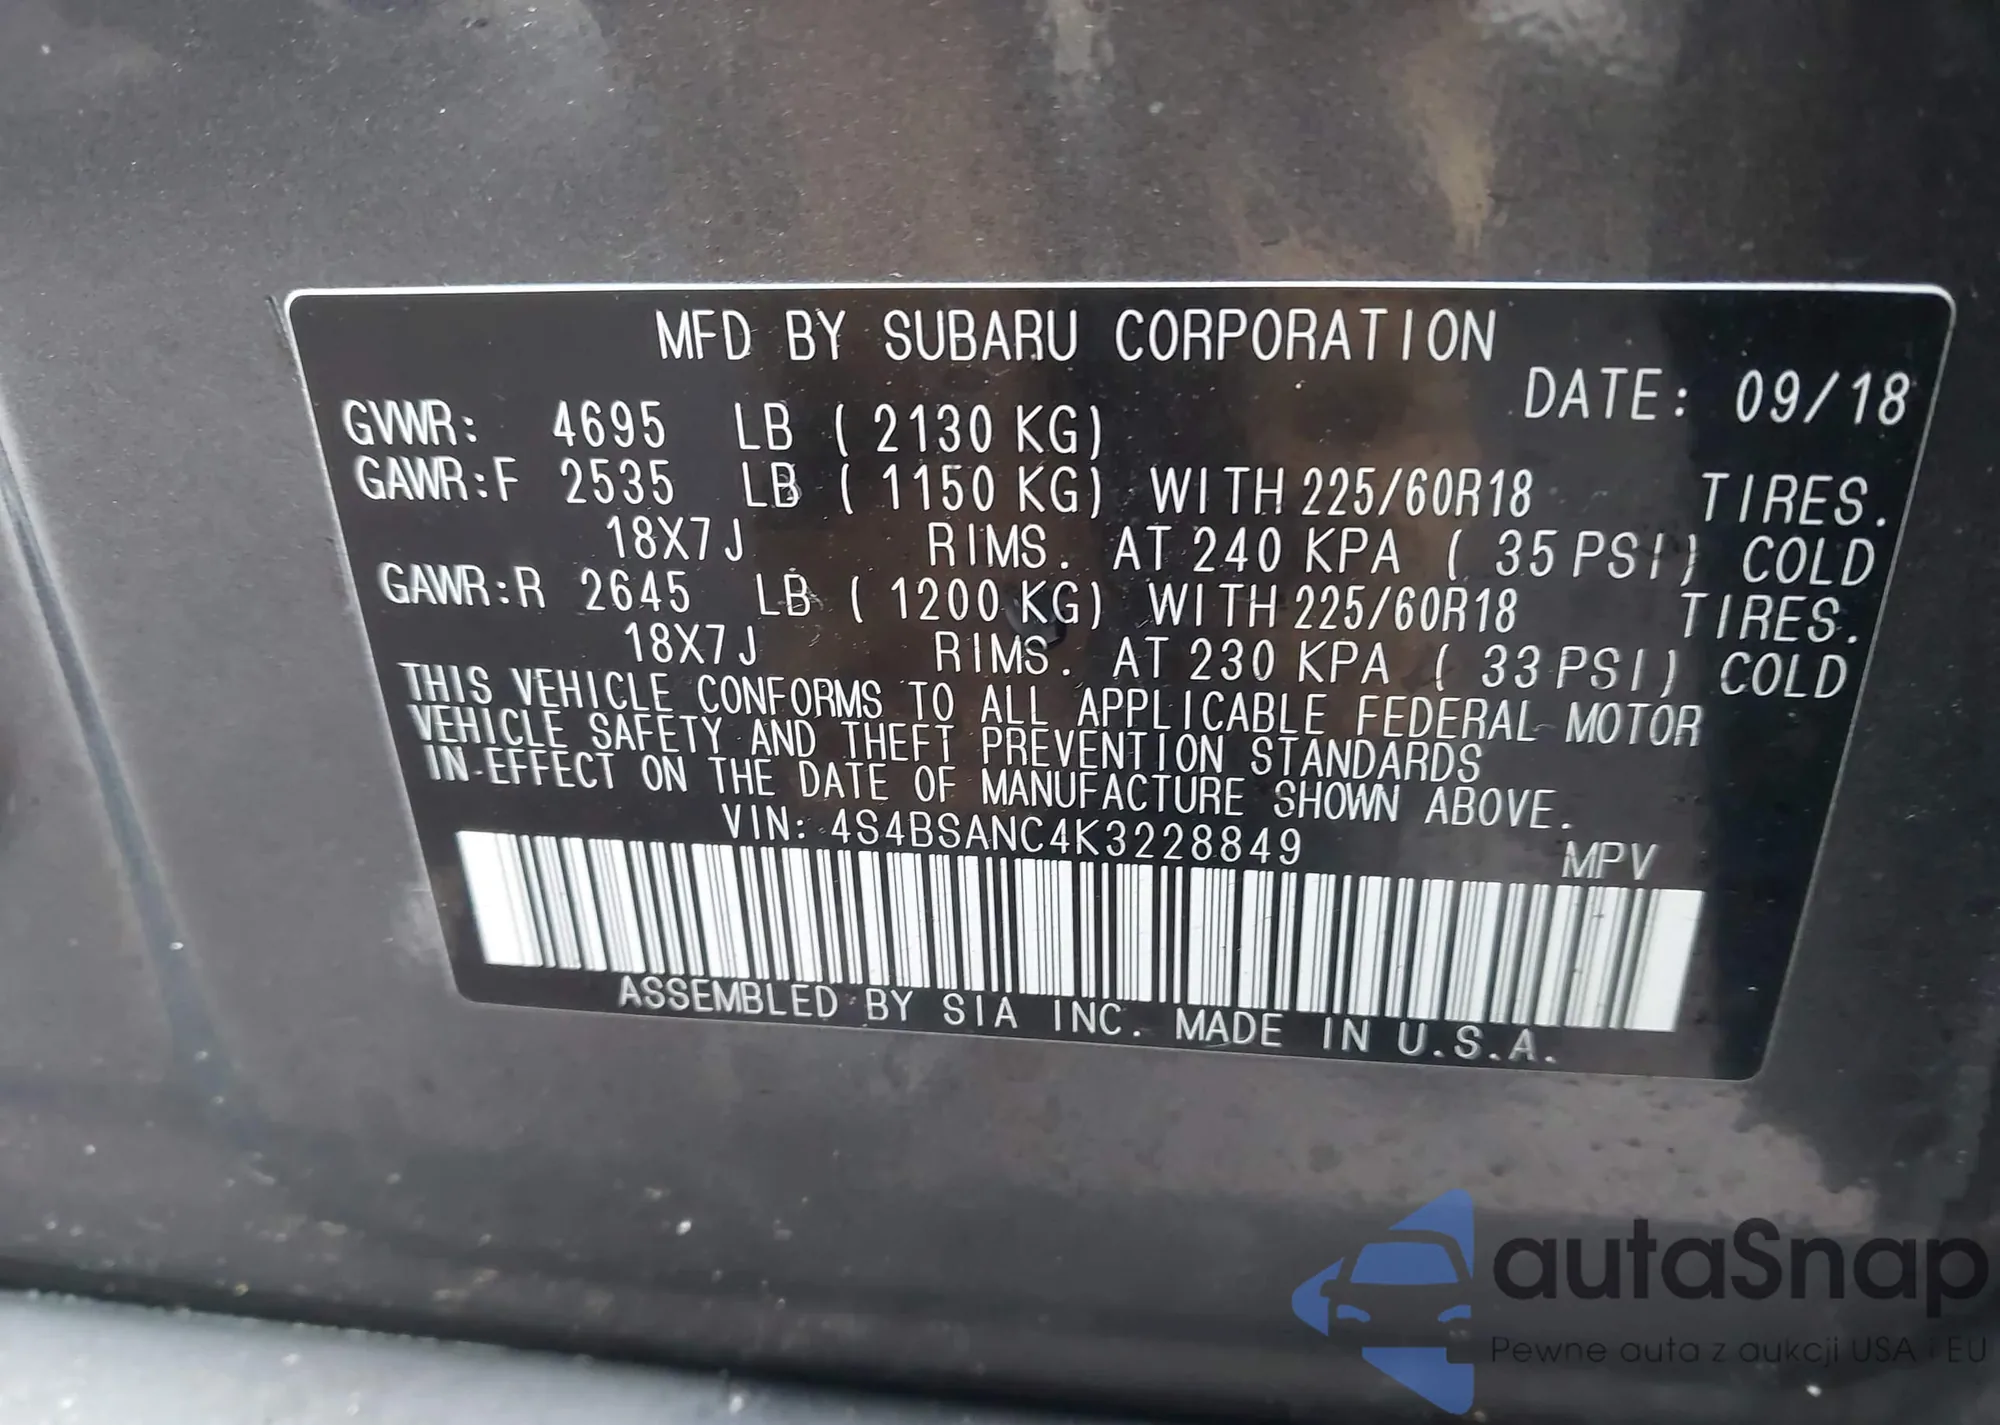 MFD BY SUBARU CORPORATION
DATE: 09/18
GVWR: 4695 LB ( 2130 KG)
GAWR:F 2535 LB ( 1150 KG) WITH 225/60R18 TIRES.
18X7J RIMS. AT 240 KPA ( 35 PSI) COLD
GAWR:R 2645 LB ( 1200 KG) WITH 225/60R18 TIRES.
18X7J RIMS. AT 230 KPA ( 33 PSI) COLD
THIS VEHICLE CONFORMS TO ALL APPLICABLE FEDERAL MOTOR
VEHICLE SAFETY AND THEFT PREVENTION STANDARDS
IN EFFECT ON THE DATE OF MANUFACTURE SHOWN ABOVE.
VIN: 4S4BSANC4K3228849 MPV
ASSEMBLED BY SIA INC. MADE IN U.S.A.
autaSnap
Pewne auta z aukcji USA i EU